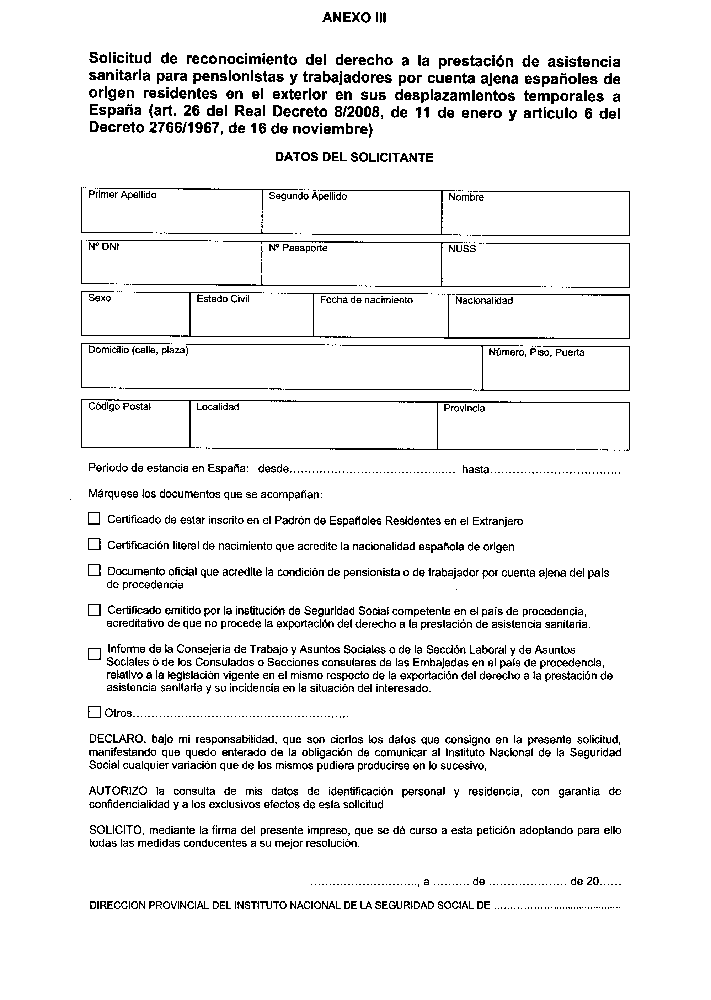 ANEXO III
Solicitud de reconocimiento del derecho a la prestación de asistencia
sanitaria para pensionistas y trabajadores por cuenta ajena españoles de
origen residentes en el exterior en sus desplazamientos temporales a
España (art. 26 del Real Decreto 8/2008, de 11 de enero y artículo 6 del
Decreto 2766/1967, de 16 de noviembre)
DATOS DEL SOLICITANTE
Primer Apellido Segundo Apellido Nombre
Nº DNI Nº Pasaporte NUSS
Sexo Estado Civil Fecha de nacimiento Nacionalidad
Domicilio (calle, plaza) Número, Piso, Puerta
Código Postal Localidad Provincia
Período de estancia en España: desde............................................ hasta...................................
Márquese los documentos que se acompañan:
Certificado de estar inscrito en el Padrón de Españoles Residentes en el Extranjero
Certificación literal de nacimiento que acredite la nacionalidad española de origen
Documento oficial que acredite la condición de pensionista o de trabajador por cuenta ajena del país
de procedencia
Certificado emitido por la institución de Seguridad Social competente en el país de procedencia,
acreditativo de que no procede la exportación del derecho a la prestación de asistencia sanitaria.
Informe de la Consejería de Trabajo y Asuntos Sociales o de la Sección Laboral y de Asuntos
Sociales ó de los Consulados o Secciones consulares de las Embajadas en el país de procedencia,
relativo a la legislación vigente en el mismo respecto de la exportación del derecho a la prestación de
asistencia sanitaria y su incidencia en la situación del interesado.
Otros..........................................................
DECLARO, bajo mi responsabilidad, que son ciertos los datos que consigno en la presente solicitud,
manifestando que quedo enterado de la obligación de comunicar al Instituto Nacional de la Seguridad
Social cualquier variación que de los mismos pudiera producirse en lo sucesivo,
AUTORIZO la consulta de mis datos de identificación personal y residencia, con garantía de
confidencialidad y a los exclusivos efectos de esta solicitud
SOLICITO, mediante la firma del presente impreso, que se dé curso a esta petición adoptando para ello
todas las medidas conducentes a su mejor resolución.
............................., a .......... de ..................... de 20......
DIRECCION PROVINCIAL DEL INSTITUTO NACIONAL DE LA SEGURIDAD SOCIAL DE .........................................